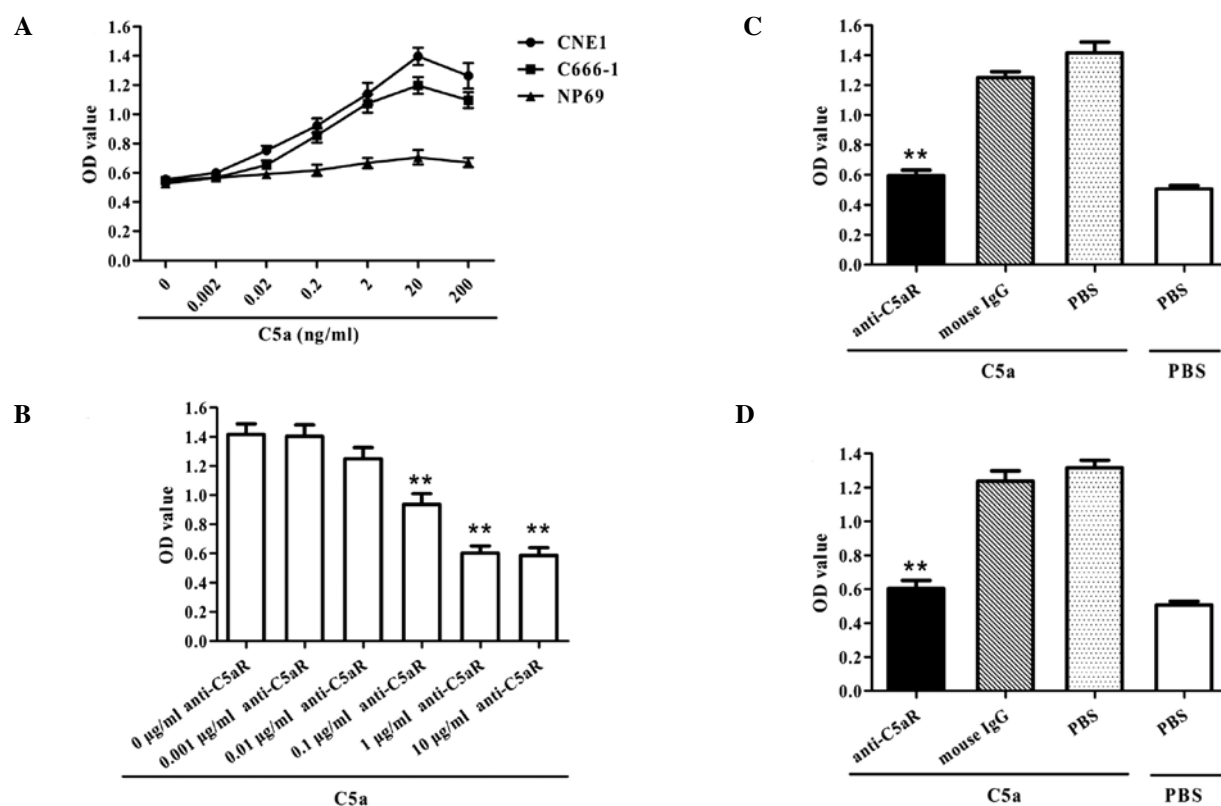 A
1.6
1.4
1.2
1.0
0.8
0.6
0.4
0.2
0.0
OD value
CNE1
C666-1
NP69
0 0.002 0.02 0.2 2 20 200
C5a (ng/ml)
B
1.6
1.4
1.2
1.0
0.8
0.6
0.4
0.2
0.0
OD value
**
**
**
0 µg/ml anti-C5aR
0.001 µg/ml anti-C5aR
0.01 µg/ml anti-C5aR
0.1 µg/ml anti-C5aR
1 µg/ml anti-C5aR
10 µg/ml anti-C5aR
C5a
C
1.6
1.4
1.2
1.0
0.8
0.6
0.4
0.2
0.0
OD value
**
anti-C5aR
mouse IgG
PBS
PBS
C5a
PBS
D
1.4
1.2
1.0
0.8
0.6
0.4
0.2
0.0
OD value
**
anti-C5aR
mouse IgG
PBS
PBS
C5a
PBS